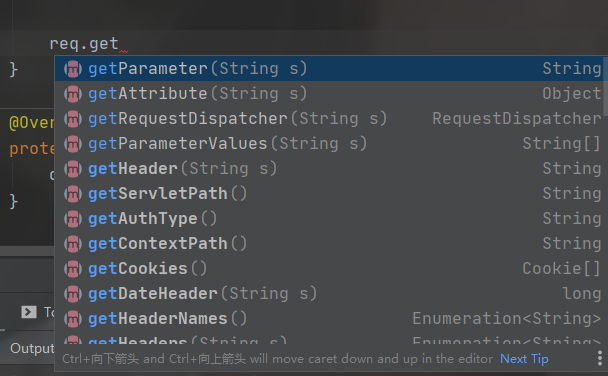 req.get
}
@Over
prote
}
getParameter(String s) String
getAttribute(String s) Object
getRequestDispatcher(String s) RequestDispatcher
getParameterValues(String s) String[]
getHeader(String s) String
getServletPath() String
getAuthType() String
getContextPath() String
getCookies() Cookie[]
getDateHeader(String s) long
getHeaderNames() Enumeration<String>
getHeaders(String s) Enumeration<String>
Ctrl+向下箭头 and Ctrl+向上箭头 will move caret down and up in the editor Next Tip
To
Output